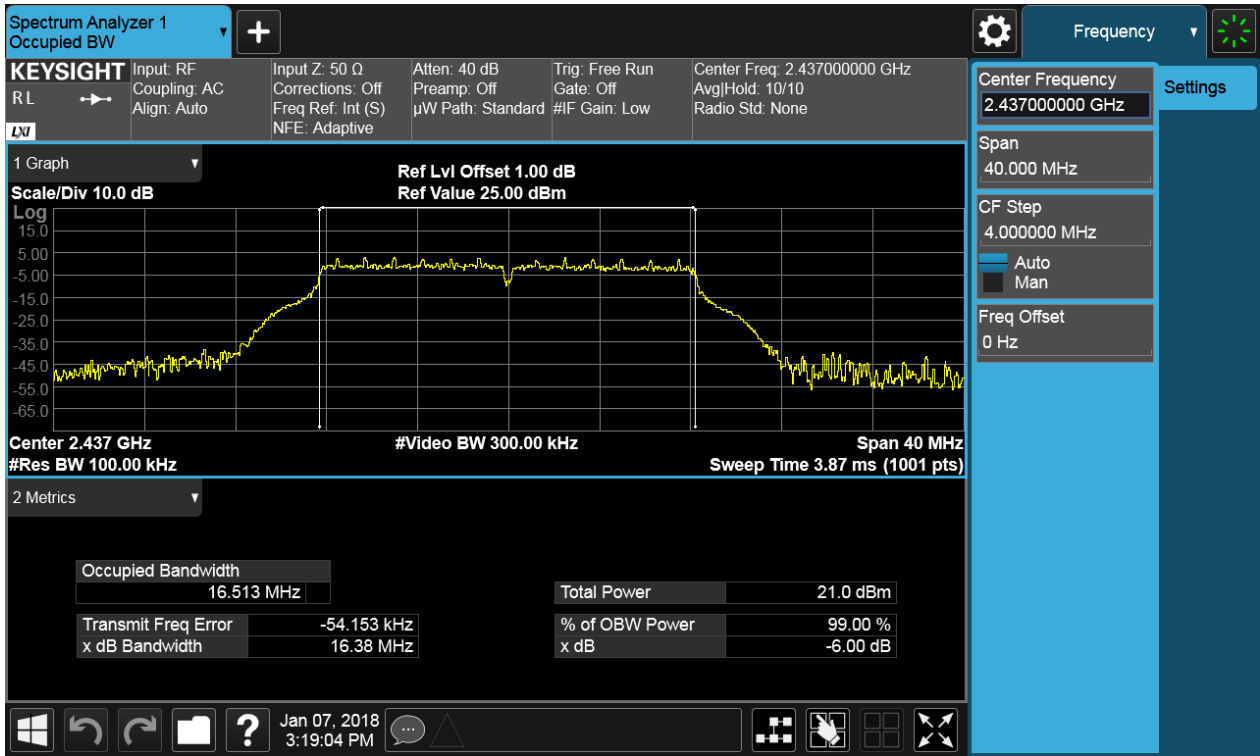 Spectrum Analyzer 1
Occupied BW
+
Frequency
KEYSIGHT
RL
LXI
Input: RF
Coupling: AC
Align: Auto
Input Z: 50 Ω
Corrections: Off
Freq Ref: Int (S)
NFE: Adaptive
Atten: 40 dB
Preamp: Off
µW Path: Standard
Trig: Free Run
Gate: Off
#IF Gain: Low
Center Freq: 2.437000000 GHz
Avg|Hold: 10/10
Radio Std: None
Center Frequency
2.437000000 GHz
Settings
Span
40.000 MHz
CF Step
4.000000 MHz
Auto
Man
Freq Offset
0 Hz
1 Graph
Scale/Div 10.0 dB
Ref Lvl Offset 1.00 dB
Ref Value 25.00 dBm
Log
15.0
5.00
-5.00
-15.0
-25.0
-35.0
-45.0
-55.0
-65.0
Center 2.437 GHz
#Res BW 100.00 kHz
#Video BW 300.00 kHz
Span 40 MHz
Sweep Time 3.87 ms (1001 pts)
2 Metrics
Occupied Bandwidth
16.513 MHz
Transmit Freq Error -54.153 kHz
x dB Bandwidth 16.38 MHz
Total Power 21.0 dBm
% of OBW Power 99.00 %
x dB -6.00 dB
?
Jan 07, 2018
3:19:04 PM